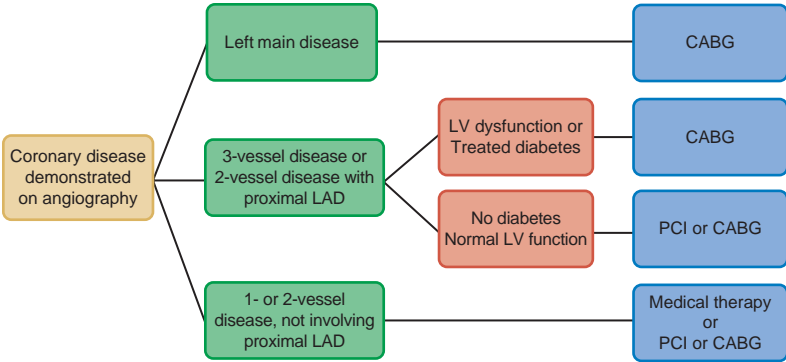 Coronary disease
demonstrated
on angiography
Left main disease
CABG
3-vessel disease or
2-vessel disease with
proximal LAD
LV dysfunction or
Treated diabetes
CABG
No diabetes
Normal LV function
PCI or CABG
1- or 2-vessel
disease, not involving
proximal LAD
Medical therapy
or
PCI or CABG